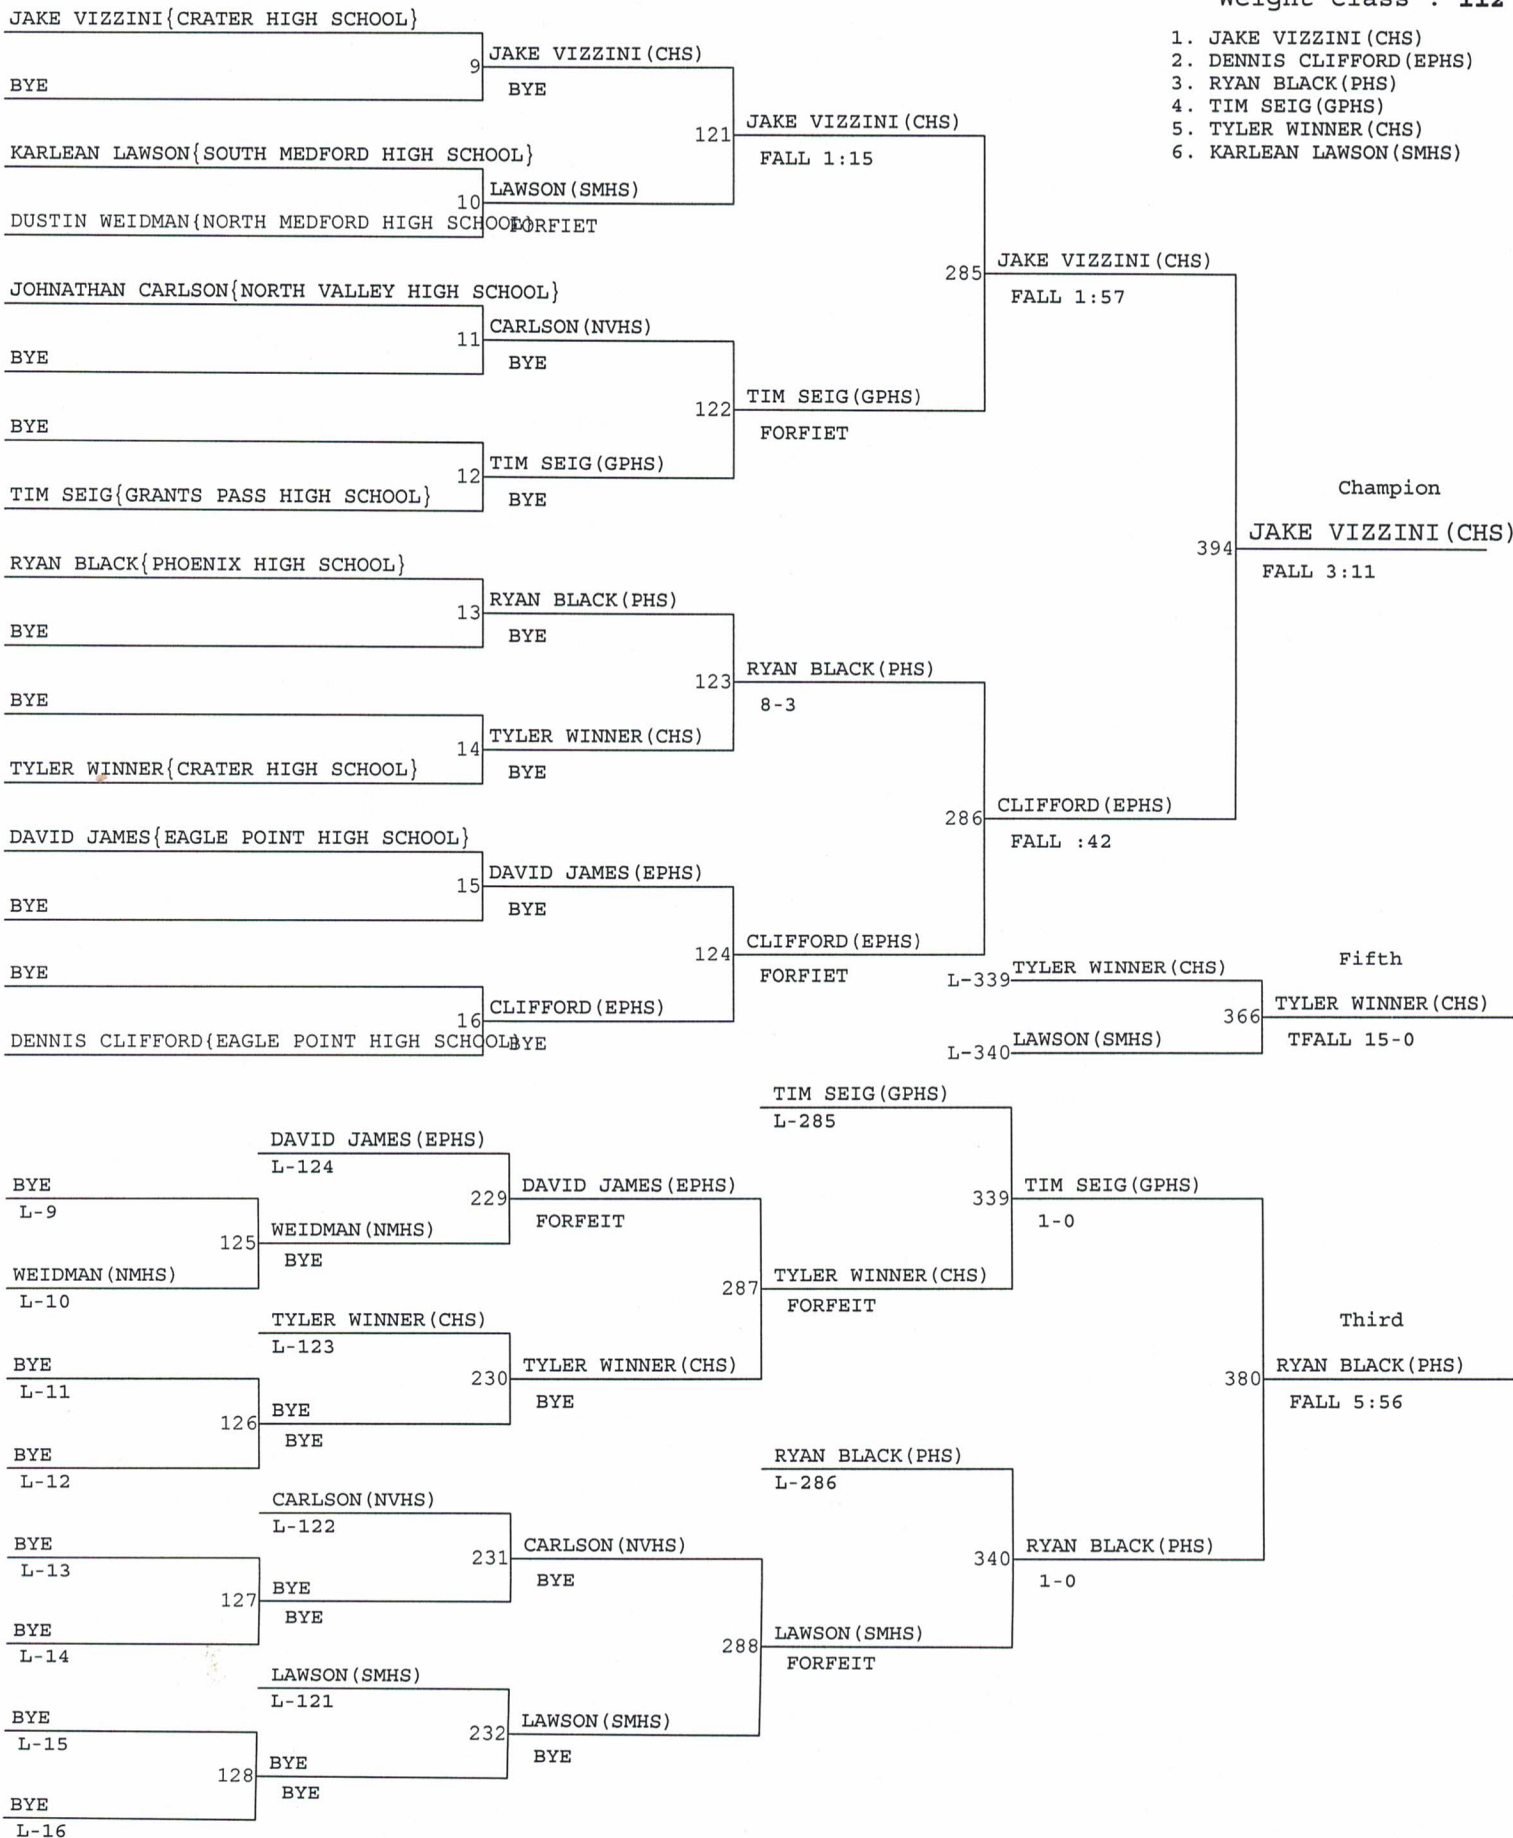 Weight Class : 112
1. JAKE VIZZINI(CHS)
2. DENNIS CLIFFORD(EPHS)
3. RYAN BLACK(PHS)
4. TIM SEIG(GPHS)
5. TYLER WINNER(CHS)
6. KARLEAN LAWSON(SMHS)
JAKE VIZZINI{CRATER HIGH SCHOOL}
9
JAKE VIZZINI(CHS)
BYE
BYE
121
JAKE VIZZINI(CHS)
FALL 1:15
KARLEAN LAWSON{SOUTH MEDFORD HIGH SCHOOL}
10
LAWSON(SMHS)
DUSTIN WEIDMAN{NORTH MEDFORD HIGH SCHOOL}
FORFIET
285
JAKE VIZZINI(CHS)
FALL 1:57
JOHNATHAN CARLSON{NORTH VALLEY HIGH SCHOOL}
11
CARLSON(NVHS)
BYE
BYE
122
TIM SEIG(GPHS)
FORFIET
BYE
12
TIM SEIG(GPHS)
TIM SEIG{GRANTS PASS HIGH SCHOOL}
BYE
Champion
394
JAKE VIZZINI(CHS)
FALL 3:11
RYAN BLACK{PHOENIX HIGH SCHOOL}
13
RYAN BLACK(PHS)
BYE
BYE
123
RYAN BLACK(PHS)
8-3
BYE
14
TYLER WINNER(CHS)
TYLER WINNER{CRATER HIGH SCHOOL}
BYE
286
CLIFFORD(EPHS)
FALL :42
DAVID JAMES{EAGLE POINT HIGH SCHOOL}
15
DAVID JAMES(EPHS)
BYE
BYE
124
CLIFFORD(EPHS)
FORFIET
BYE
16
CLIFFORD(EPHS)
DENNIS CLIFFORD{EAGLE POINT HIGH SCHOOL}
BYE
Fifth
L-339
TYLER WINNER(CHS)
366
TYLER WINNER(CHS)
TFALL 15-0
L-340
LAWSON(SMHS)
TIM SEIG(GPHS)
L-285
DAVID JAMES(EPHS)
L-124
BYE
L-9
229
DAVID JAMES(EPHS)
FORFEIT
339
TIM SEIG(GPHS)
1-0
125
WEIDMAN(NMHS)
BYE
WEIDMAN(NMHS)
L-10
287
TYLER WINNER(CHS)
FORFEIT
TYLER WINNER(CHS)
L-123
Third
BYE
L-11
230
TYLER WINNER(CHS)
BYE
380
RYAN BLACK(PHS)
FALL 5:56
126
BYE
BYE
BYE
L-12
RYAN BLACK(PHS)
L-286
CARLSON(NVHS)
L-122
BYE
L-13
231
CARLSON(NVHS)
BYE
340
RYAN BLACK(PHS)
1-0
127
BYE
BYE
BYE
L-14
288
LAWSON(SMHS)
FORFEIT
LAWSON(SMHS)
L-121
BYE
L-15
232
LAWSON(SMHS)
BYE
128
BYE
BYE
BYE
L-16